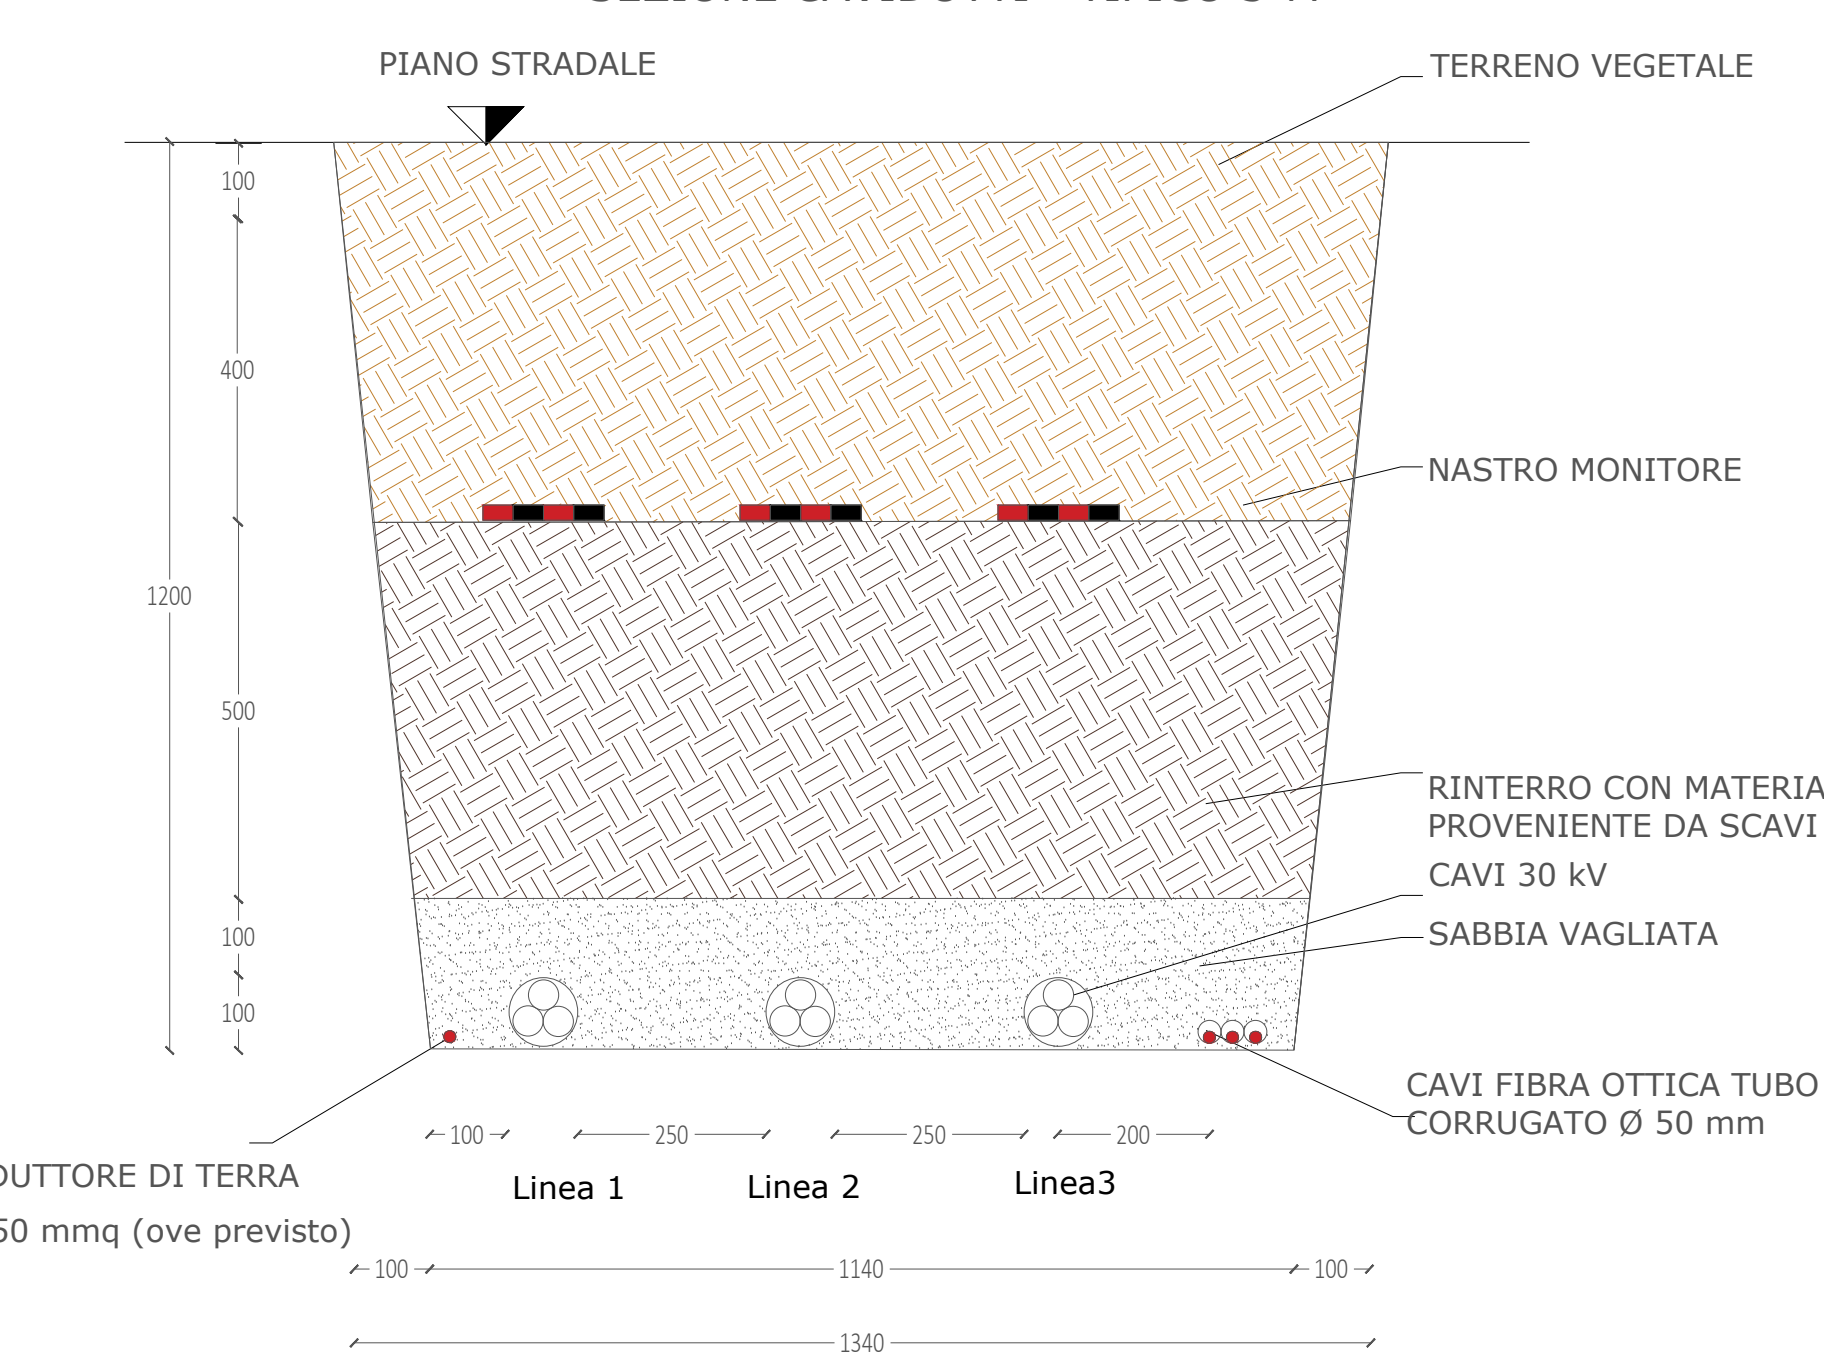 PIANO STRADALE
TERRENO VEGETALE
100
400
NASTRO MONITORE
1200
500
RINTERRO CON MATERIA
PROVENIENTE DA SCAVI
CAVI 30 kV
SABBIA VAGLIATA
100
100
CAVI FIBRA OTTICA TUBO
CORRUGATO Ø 50 mm
100 250 250 200
DUTTORE DI TERRA
Linea 1 Linea 2 Linea3
50 mmq (ove previsto)
100 1140 100
1340